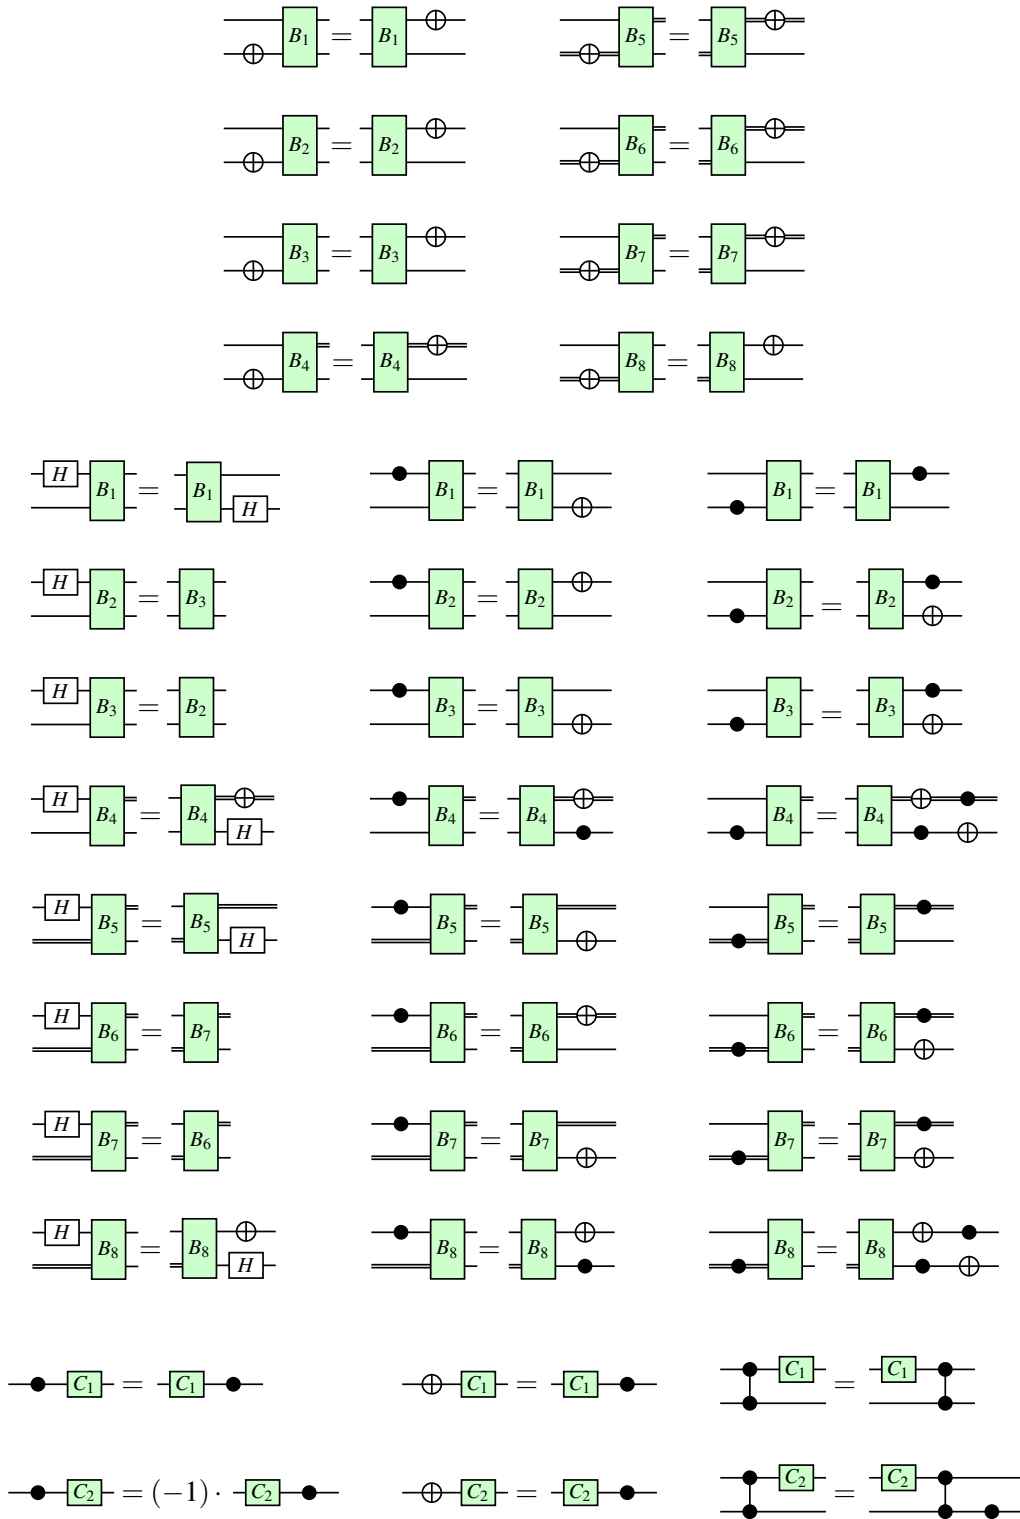 B₁ = B₁ B₅ = B₅
B₂ = B₂ B₆ = B₆
B₃ = B₃ B₇ = B₇
B₄ = B₄ B₈ = B₈
H B₁ = B₁ H B₁ = B₁ B₁ = B₁
H B₂ = B₃ B₂ = B₂ B₂ = B₂
H B₃ = B₂ B₃ = B₃ B₃ = B₃
H B₄ = B₄ H B₄ = B₄ B₄ = B₄
H B₅ = B₅ H B₅ = B₅ B₅ = B₅
H B₆ = B₇ B₆ = B₆ B₆ = B₆
H B₇ = B₆ B₇ = B₇ B₇ = B₇
H B₈ = B₈ H B₈ = B₈ B₈ = B₈
C₁ = C₁ C₁ = C₁ C₁ = C₁
C₂ = (−1) · C₂ C₂ = C₂ C₂ = C₂